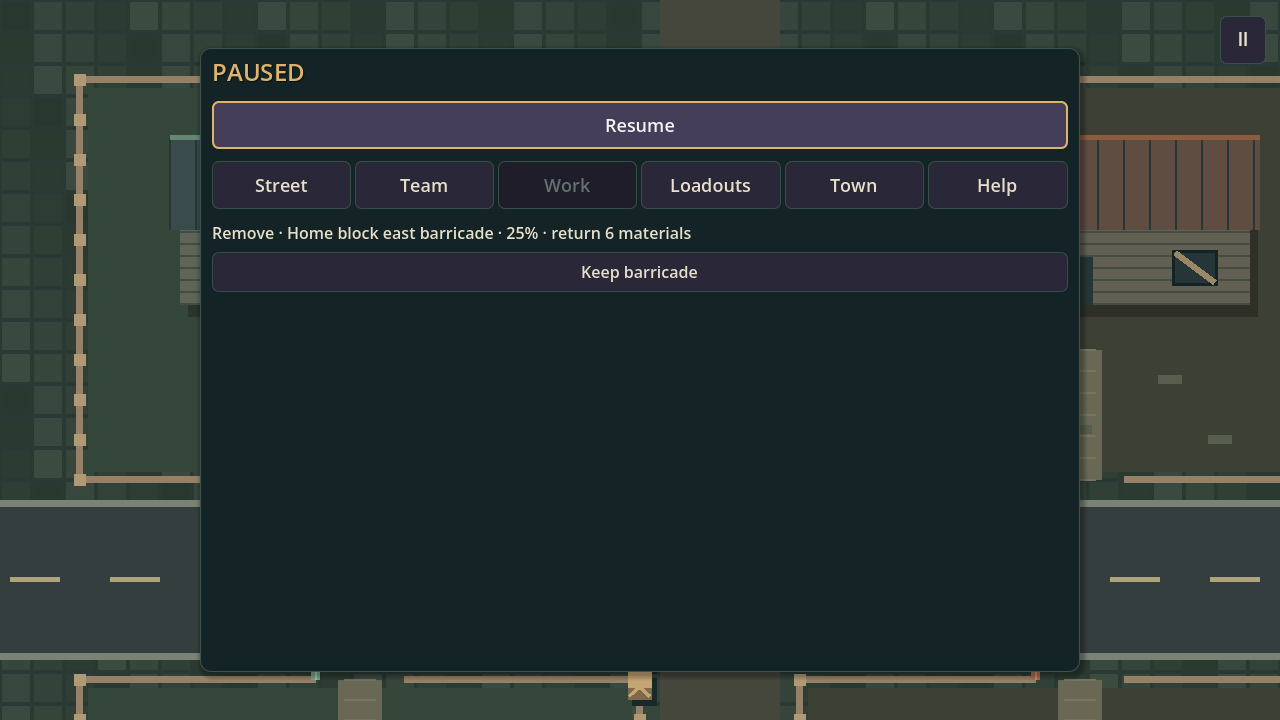 PAUSED
Resume
Street Team Work Loadouts Town Help
Remove · Home block east barricade · 25% · return 6 materials
Keep barricade